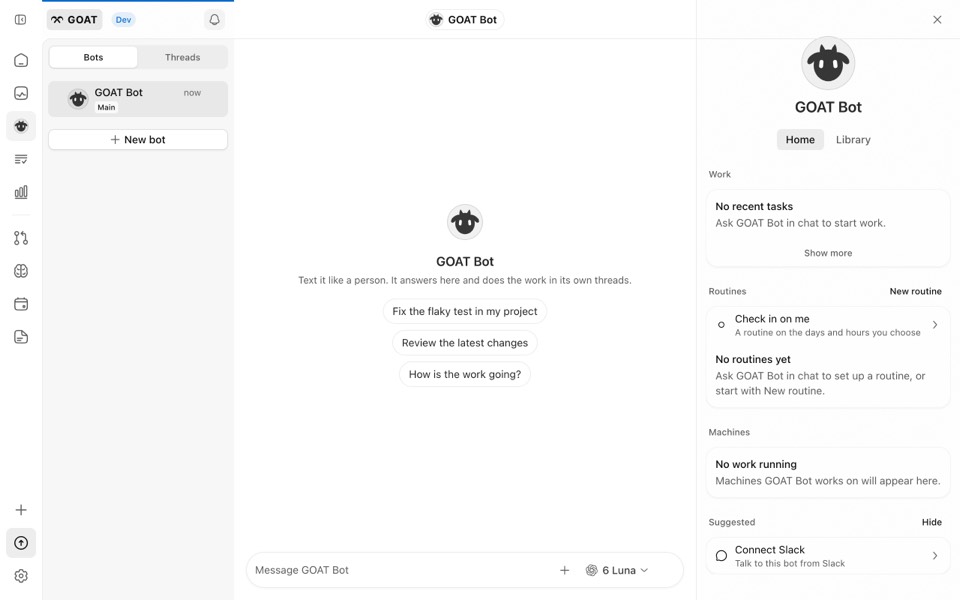 GOAT
Dev
Bots
Threads
GOAT Bot
now
Main
New bot
GOAT Bot
GOAT Bot
Text it like a person. It answers here and does the work in its own threads.
Fix the flaky test in my project
Review the latest changes
How is the work going?
Message GOAT Bot
6 Luna
GOAT Bot
Home
Library
Work
No recent tasks
Ask GOAT Bot in chat to start work.
Show more
Routines
New routine
Check in on me
A routine on the days and hours you choose
No routines yet
Ask GOAT Bot in chat to set up a routine, or
start with New routine.
Machines
No work running
Machines GOAT Bot works on will appear here.
Suggested
Hide
Connect Slack
Talk to this bot from Slack